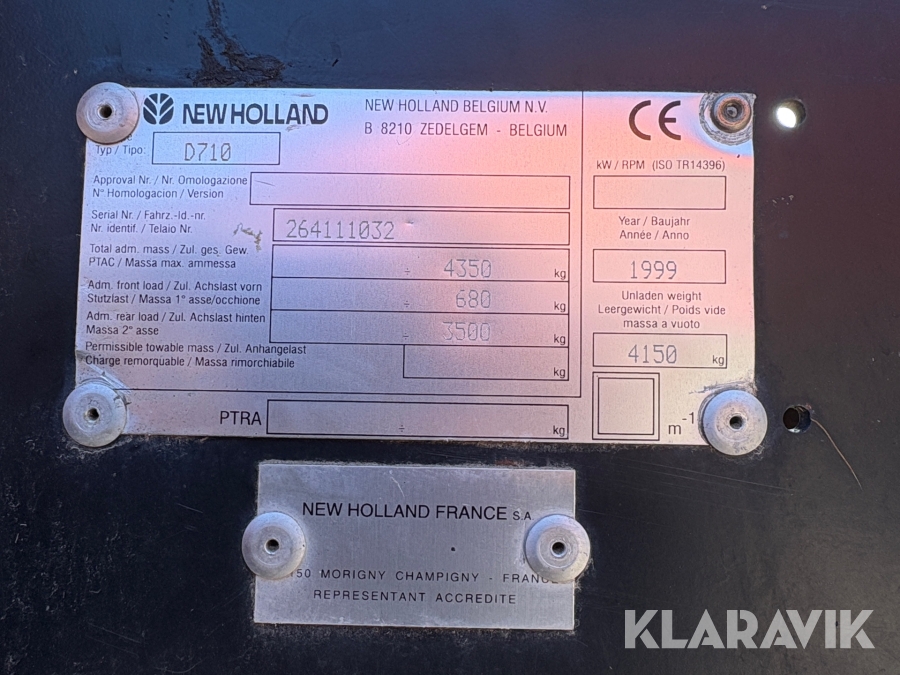 NEW HOLLAND
NEW HOLLAND BELGIUM N.V.
B 8210 ZEDELGEM - BELGIUM
CE
Typ / Tipo:
D710
kW / RPM (ISO TR14396)
Approval Nr. / Nr. Omologazione
N° Homologacion / Version
Serial Nr. / Fahrz.-Id.-nr.
Nr. identif. / Telaio Nr.
264111032
Year / Baujahr
Année / Anno
1999
Total adm. mass / Zul. ges. Gew.
PTAC / Massa max. ammessa
÷ 4350 kg
Adm. front load / Zul. Achslast vorn
Stutzlast / Massa 1° asse/occhione
÷ 680 kg
Unladen weight
Leergewicht / Poids vide
massa a vuoto
4150 kg
Adm. rear load / Zul. Achslast hinten
Massa 2° asse
÷ 3500 kg
Permissible towable mass / Zul. Anhangelast
Charge remorquable / Massa rimorchiabile
kg
PTRA
÷ kg
m-1
NEW HOLLAND FRANCE S.A.
150 MORIGNY CHAMPIGNY - FRANCE
REPRESENTANT ACCREDITE
KLARAVIK